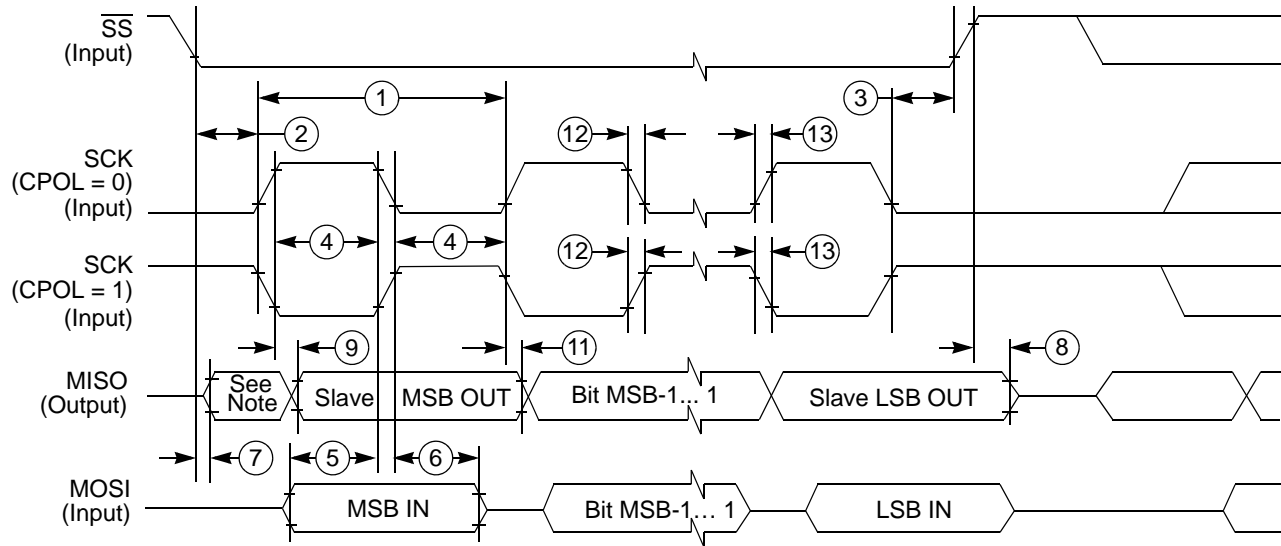 SS
(Input)
1
3
2
12
13
SCK
(CPOL = 0)
(Input)
4
4
12
13
SCK
(CPOL = 1)
(Input)
9
11
8
MISO
(Output)
See
Note
Slave
MSB OUT
Bit MSB-1... 1
Slave LSB OUT
7
5
6
MOSI
(Input)
MSB IN
Bit MSB-1... 1
LSB IN